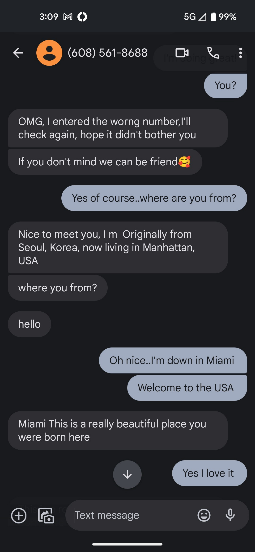 3:09 M 5G 99%
(608) 561-8688
You?
OMG, I entered the worng number,I'll
check again, hope it didn't bother you
If you don't mind we can be friend🥰
Yes of course..where are you from?
Nice to meet you, I m  Originally from
Seoul, Korea, now living in Manhattan,
USA
where you from?
hello
Oh nice..I'm down in Miami
Welcome to the USA
Miami This is a really beautiful place you
were born here
Yes I love it
Text message